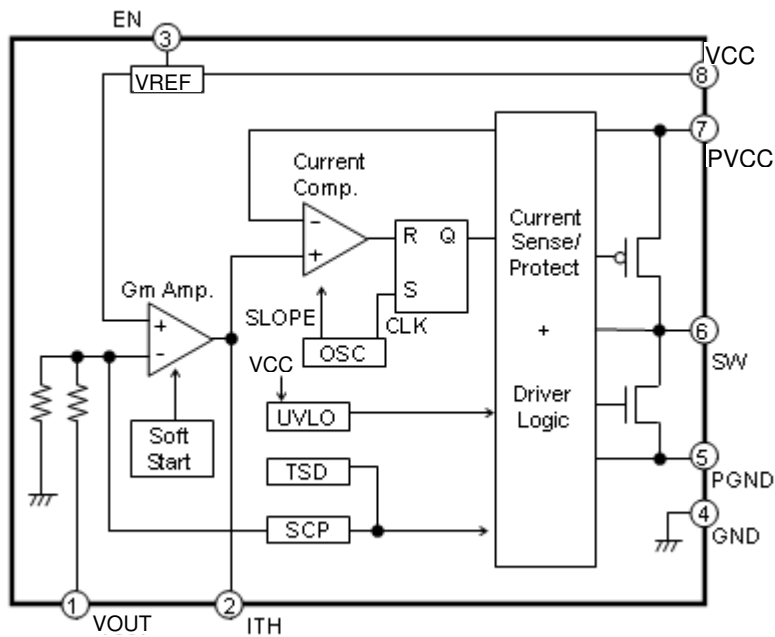 EN
3
VCC
VREF
8
7
PVCC
Current
Comp.
-
+
R Q
S
Current
Sense/
Protect
+
Driver
Logic
Gm Amp.
+
-
SLOPE
CLK
OSC
6
SW
VCC
UVLO
Soft
Start
TSD
SCP
5
PGND
4
GND
1
VOUT
2
ITH